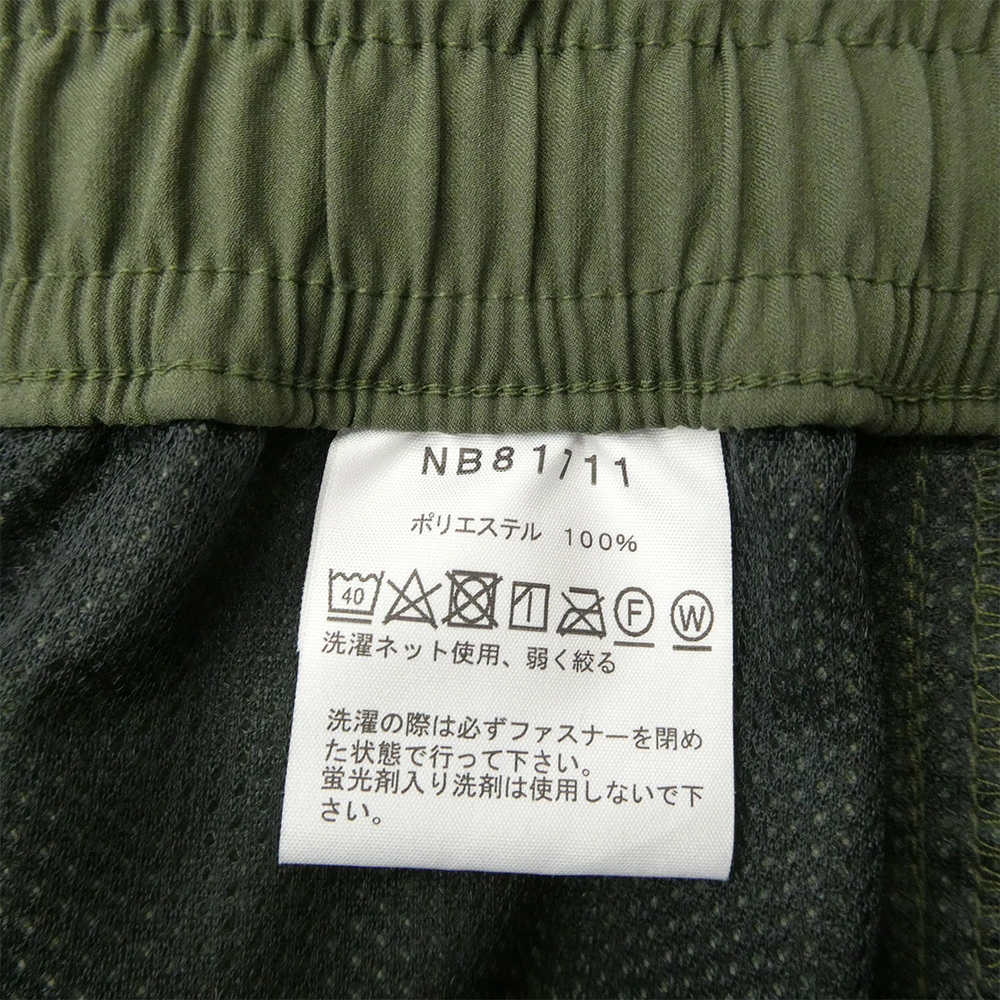 NB81711
ポリエステル 100%
40 F W
洗濯ネット使用、弱く絞る
洗濯の際は必ずファスナーを閉め
た状態で行って下さい。
蛍光剤入り洗剤は使用しないで下
さい。